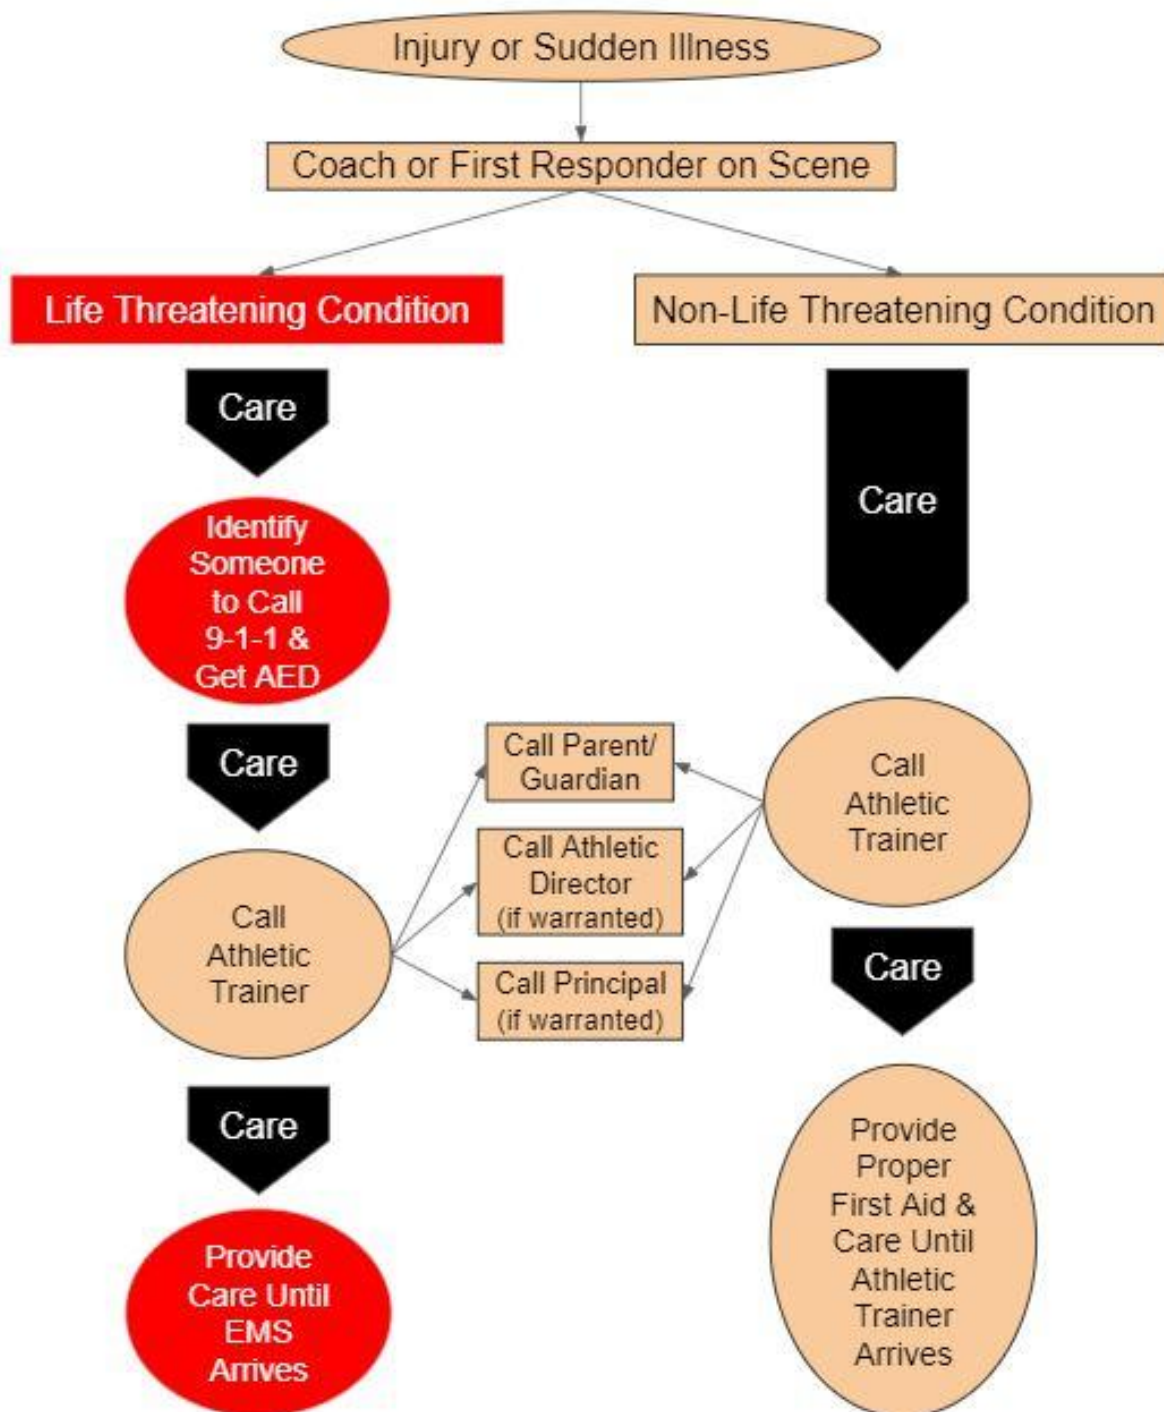 Injury or Sudden Illness
Coach or First Responder on Scene
Life Threatening Condition
Non-Life Threatening Condition
Care
Identify
Someone
to Call
9-1-1 &
Get AED
Care
Call
Athletic
Trainer
Care
Provide
Care Until
EMS
Arrives
Call Parent/
Guardian
Call Athletic
Director
(if warranted)
Call Principal
(if warranted)
Care
Call
Athletic
Trainer
Care
Provide
Proper
First Aid &
Care Until
Athletic
Trainer
Arrives